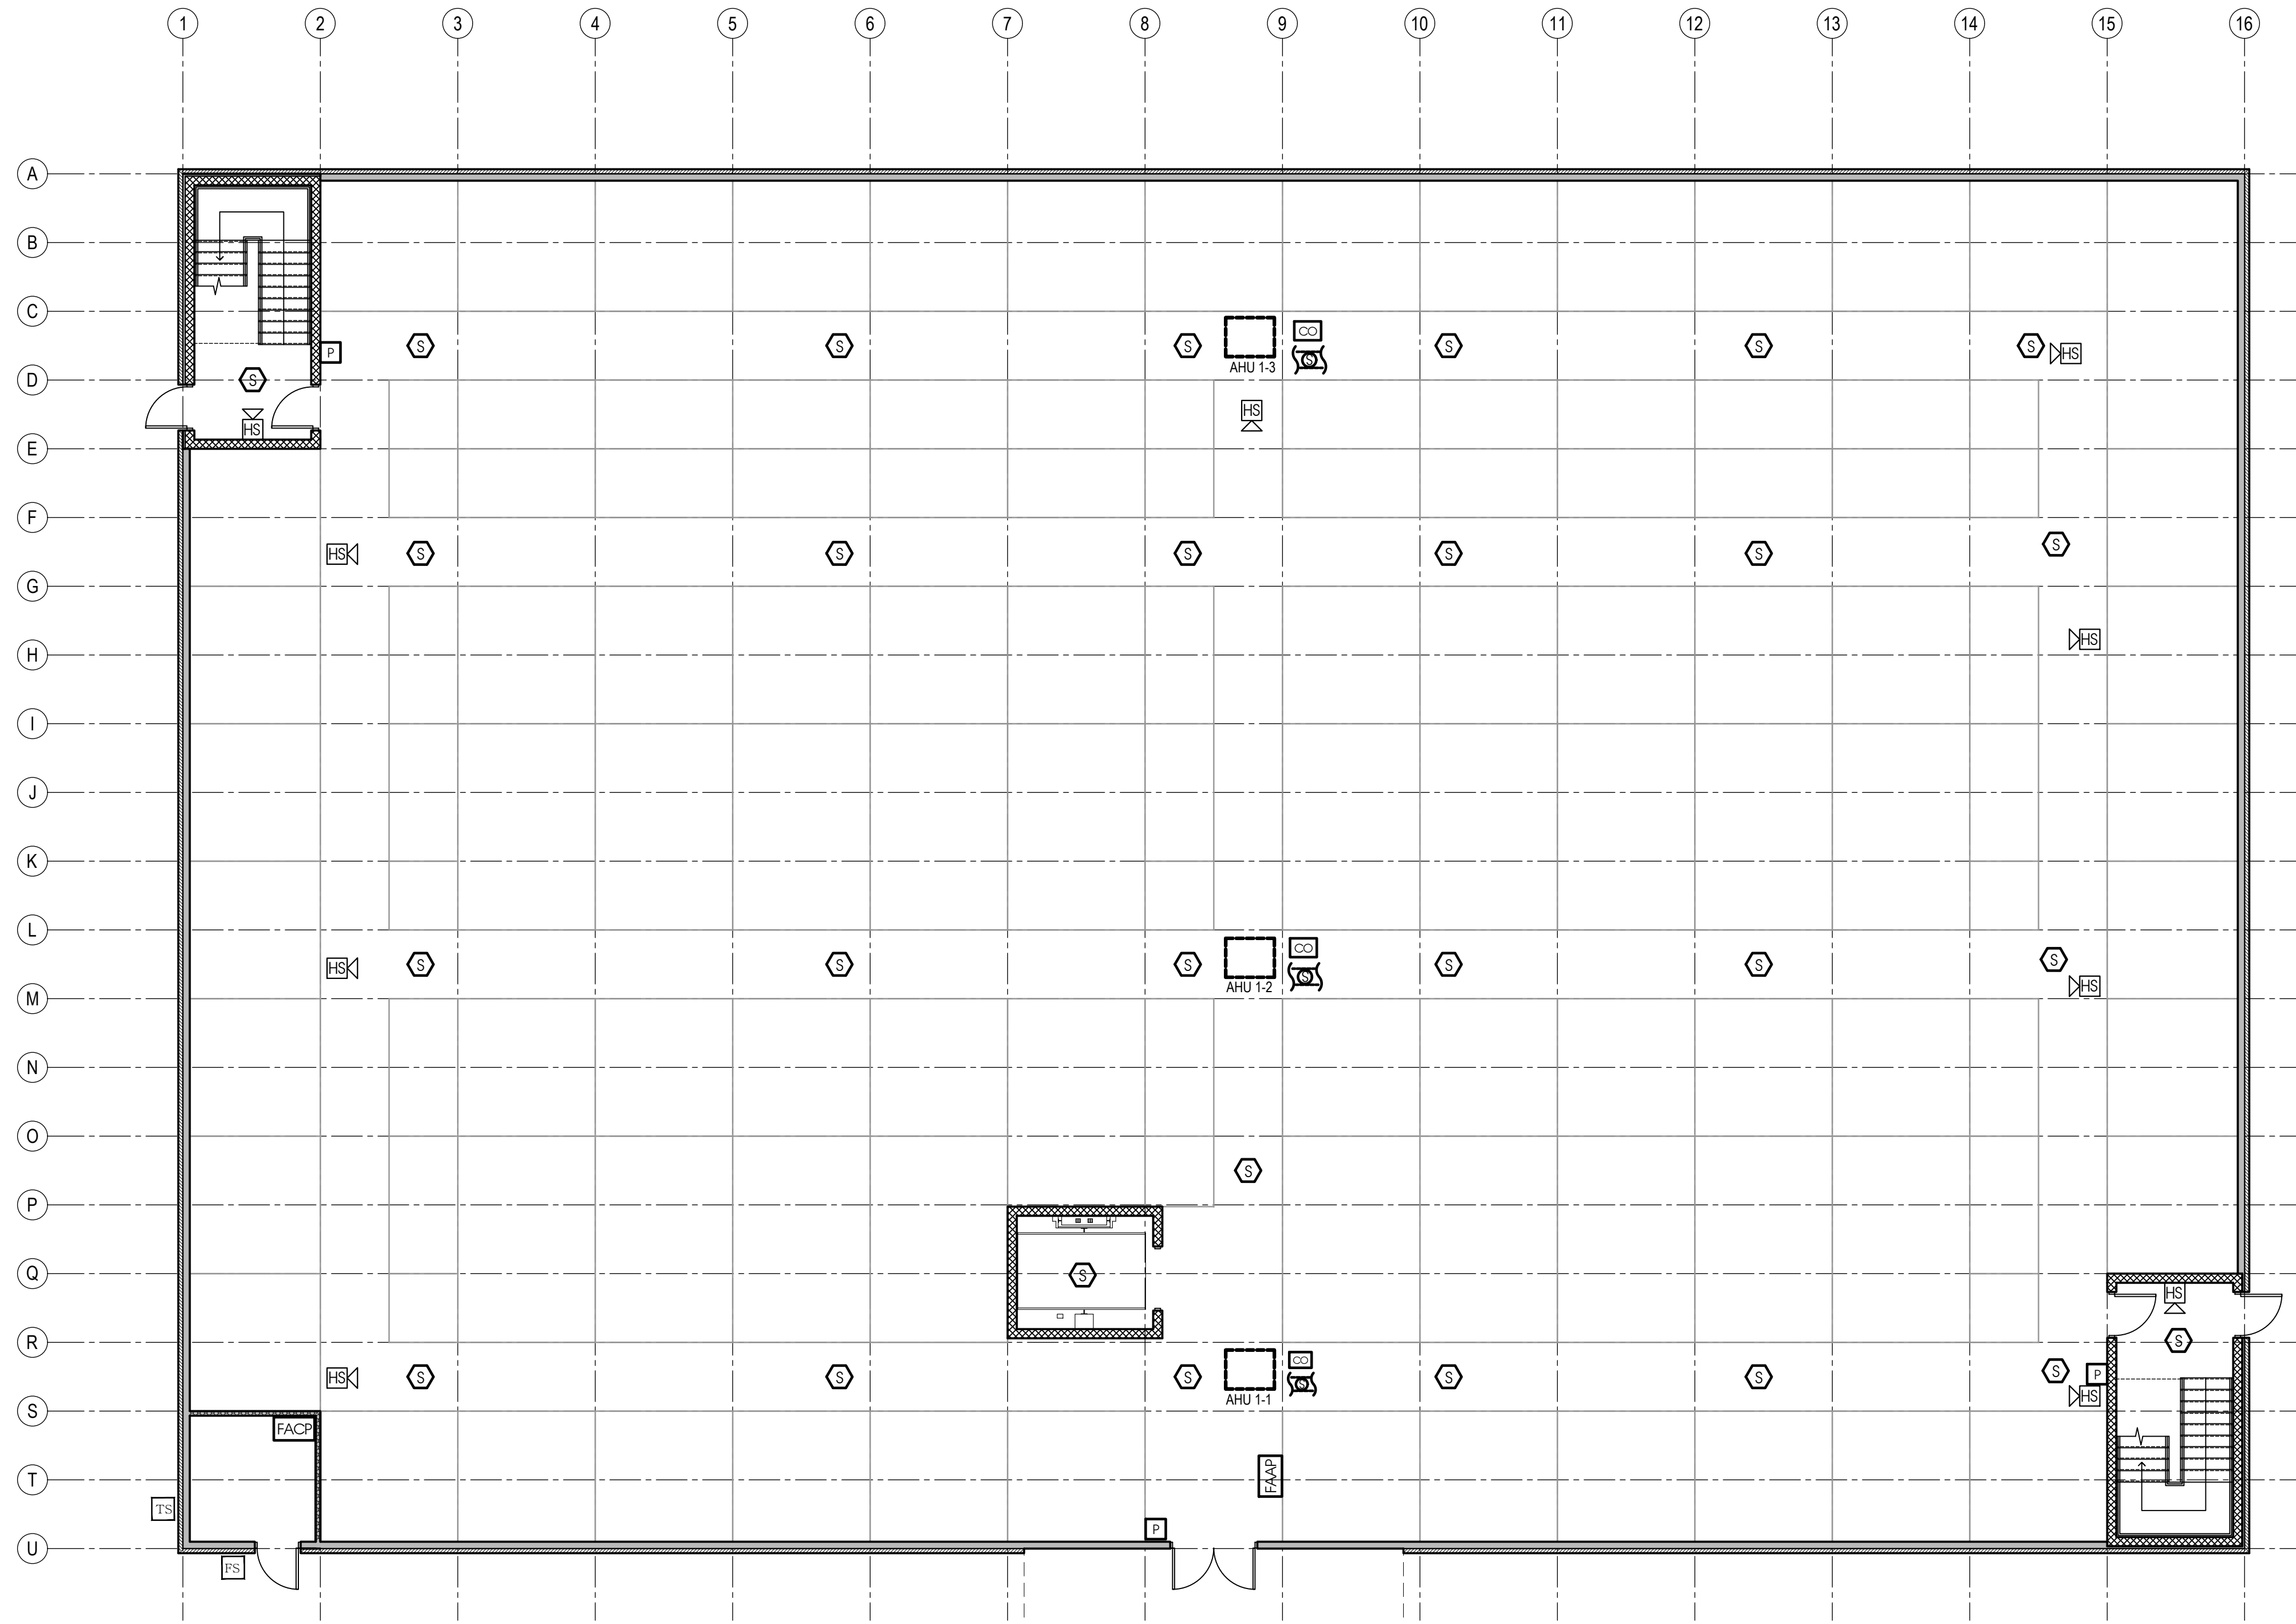 1 2 3 4 5 6 7 8 9 10 11 12 13 14 15 16
A
B
C
CO
P S S S S S S S HS
AHU 1-3
D S
HS
HS
E
F
HS S S S S S S
G
H HS
I
J
K
L
CO
HS S S S S S S S
AHU 1-2 HS
M
N
O
S
P
Q S
HS
R S
CO
HS S S S S S S S P
AHU 1-1 HS
S
FACP
T FAAP
TS
P
U
FS